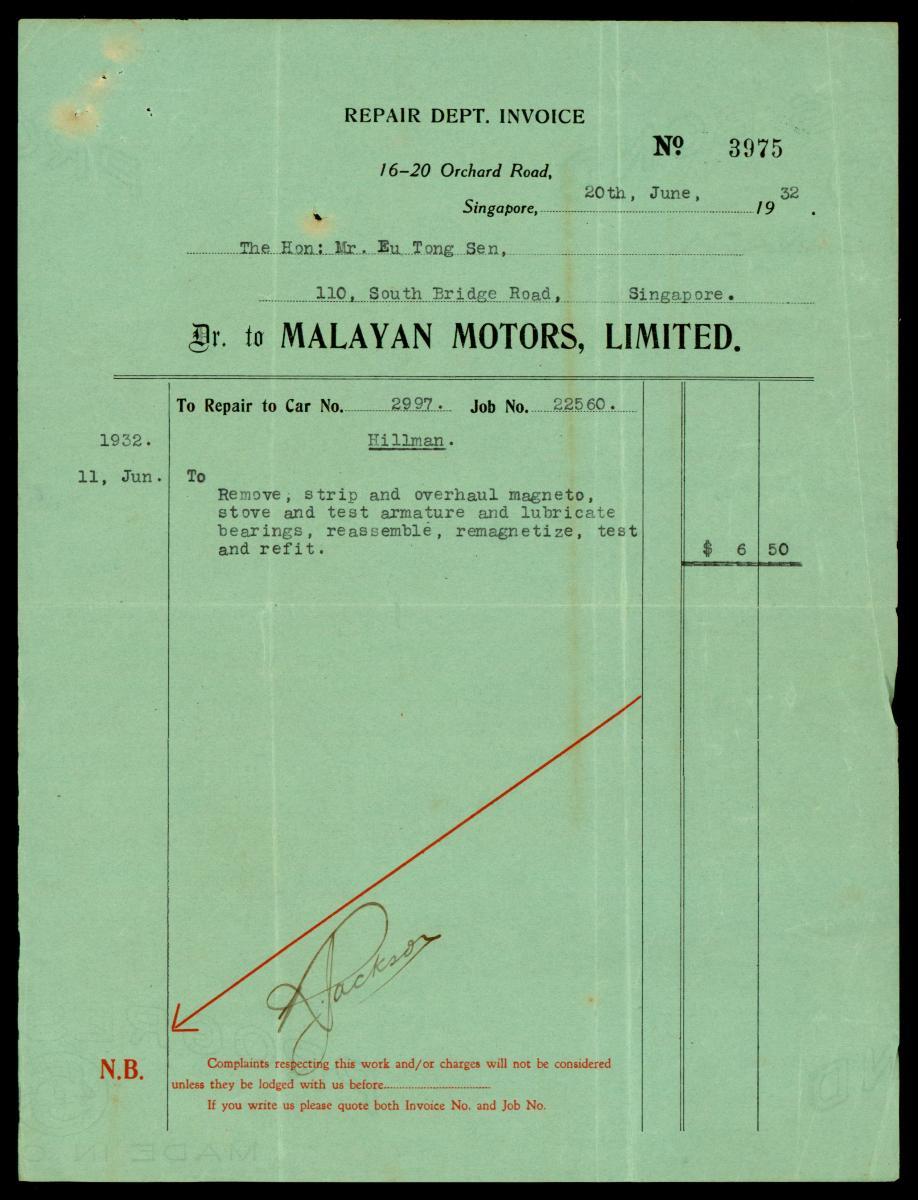 REPAIR DEPT. INVOICE
Nº 3975
16-20 Orchard Road,
Singapore, 20th, June, 1932.
The Hon: Mr. Eu Tong Sen,
110, South Bridge Road, Singapore.
Dr. to MALAYAN MOTORS, LIMITED.
To Repair to Car No. 2997. Job No. 22560.
1932. Hillman.
11, Jun. To
Remove, strip and overhaul magneto,
stove and test armature and lubricate
bearings, reassemble, remagnetize, test
and refit. $ 6 50
Jackson
N.B. Complaints respecting this work and/or charges will not be considered
unless they be lodged with us before
If you write us please quote both Invoice No. and Job No.
MADE IN